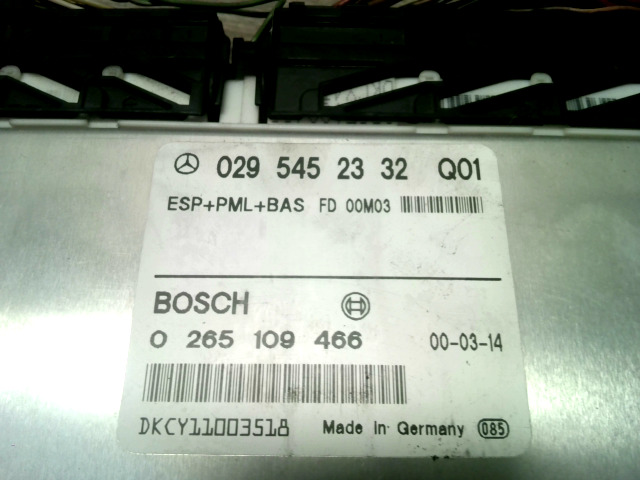 029 545 23 32 Q01
ESP+PML+BAS FD 00M03
BOSCH
0 265 109 466 00-03-14
DKCY11003518 Made in Germany 085